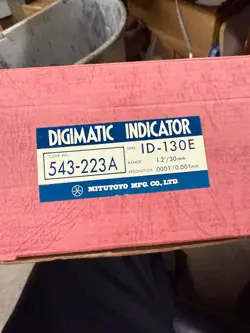 DIGIMATIC INDICATOR
CODE NO. 543-223A TYPE ID-130E
RANGE 1.2"/30mm
RESOLUTION .0001"/0.001mm
MITUTOYO MFG. CO., LTD.